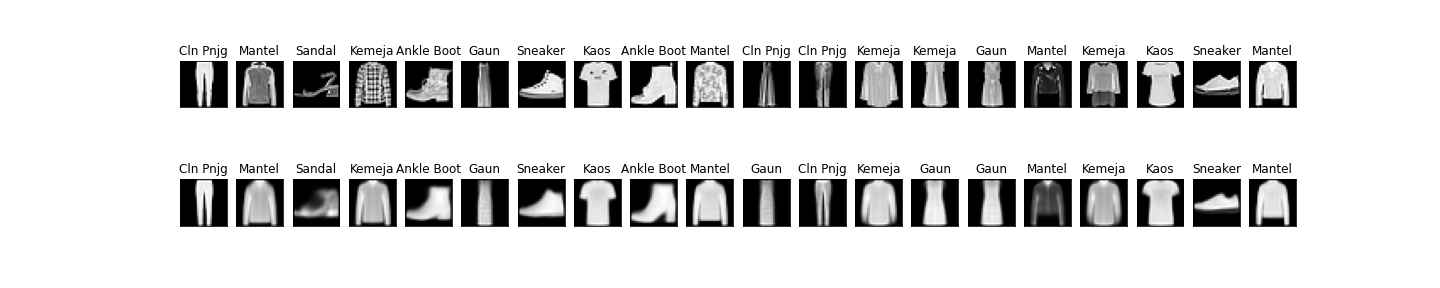 Cln Pnjg Mantel Sandal Kemeja Ankle Boot Gaun Sneaker Kaos Ankle Boot Mantel Cln Pnjg Cln Pnjg Kemeja Kemeja Gaun Mantel Kemeja Kaos Sneaker Mantel
Cln Pnjg Mantel Sandal Kemeja Ankle Boot Gaun Sneaker Kaos Ankle Boot Mantel Gaun Cln Pnjg Kemeja Gaun Gaun Mantel Kemeja Kaos Sneaker Mantel